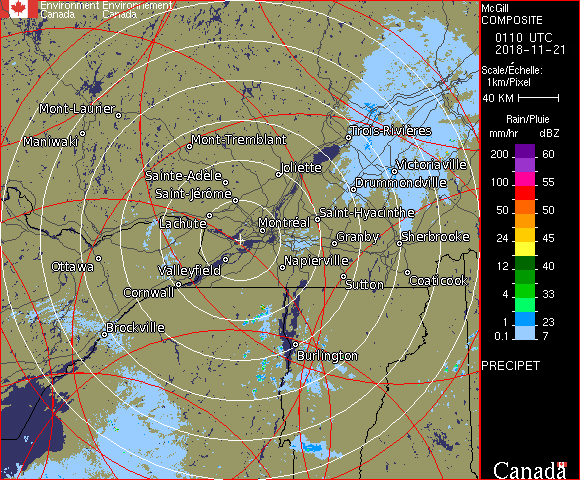 Environment Environnement
Canada Canada
McGill
COMPOSITE
0110 UTC
2018-11-21
Scale/Échelle:
1km/Pixel
40 KM
Rain/Pluie
mm/hr dBZ
200 60
100 55
50 50
24 45
12 40
4 33
1 23
0.1 7
PRECIPET
Canada
Mont-Laurier
Maniwaki
Mont-Tremblant
Trois-Rivières
Sainte-Adèle
Joliette
Victoriaville
Saint-Jérôme
Drummondville
Lachute
Montréal
Saint-Hyacinthe
Granby
Sherbrooke
Ottawa
Valleyfield
Napierville
Cornwall
Sutton
Coaticook
Brockville
Burlington